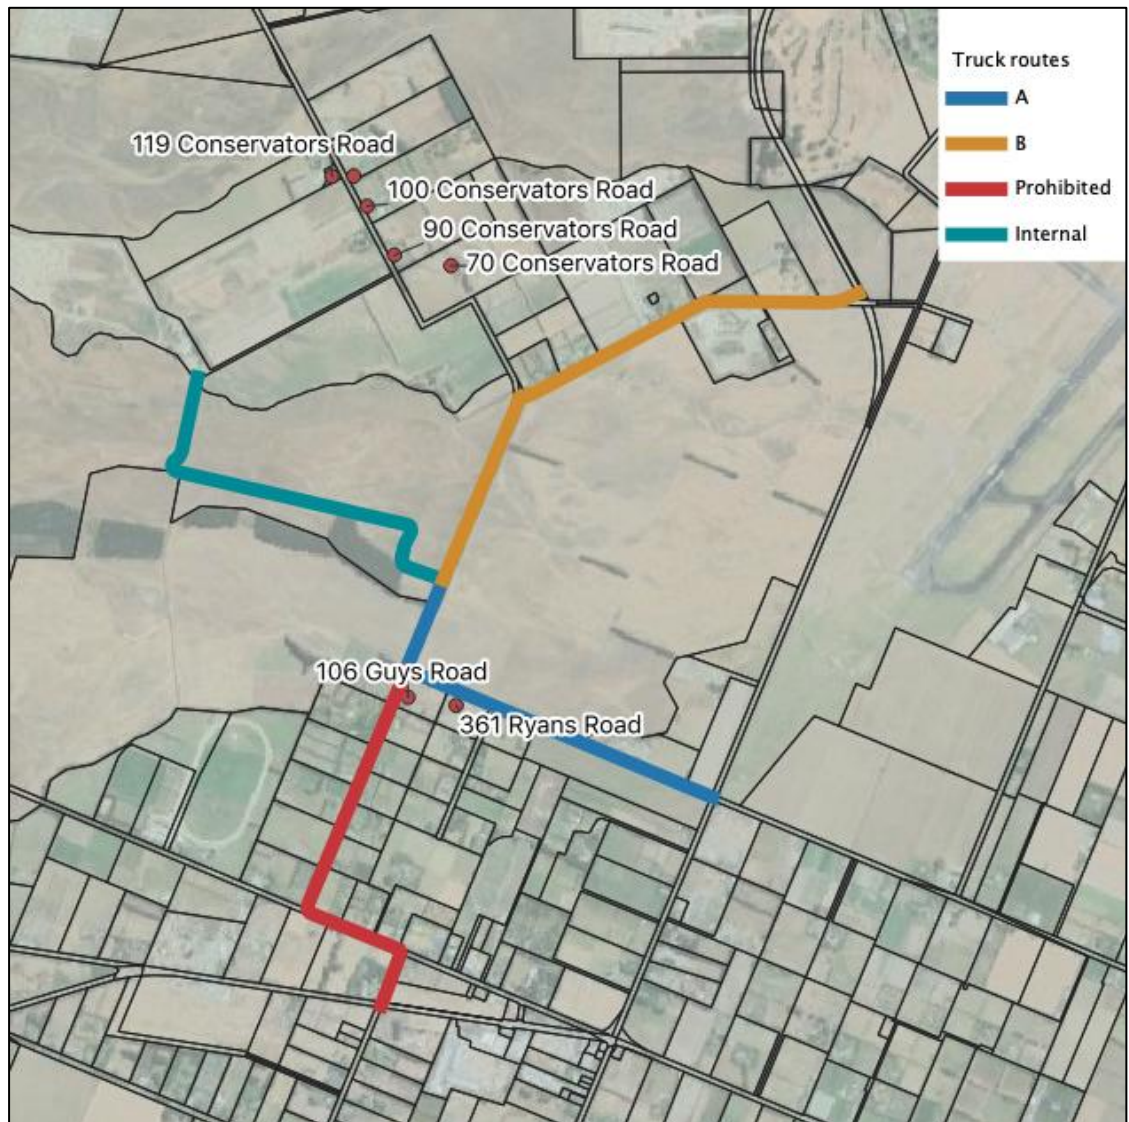 Truck routes
A
B
Prohibited
Internal
119 Conservators Road
100 Conservators Road
90 Conservators Road
70 Conservators Road
106 Guys Road
361 Ryans Road